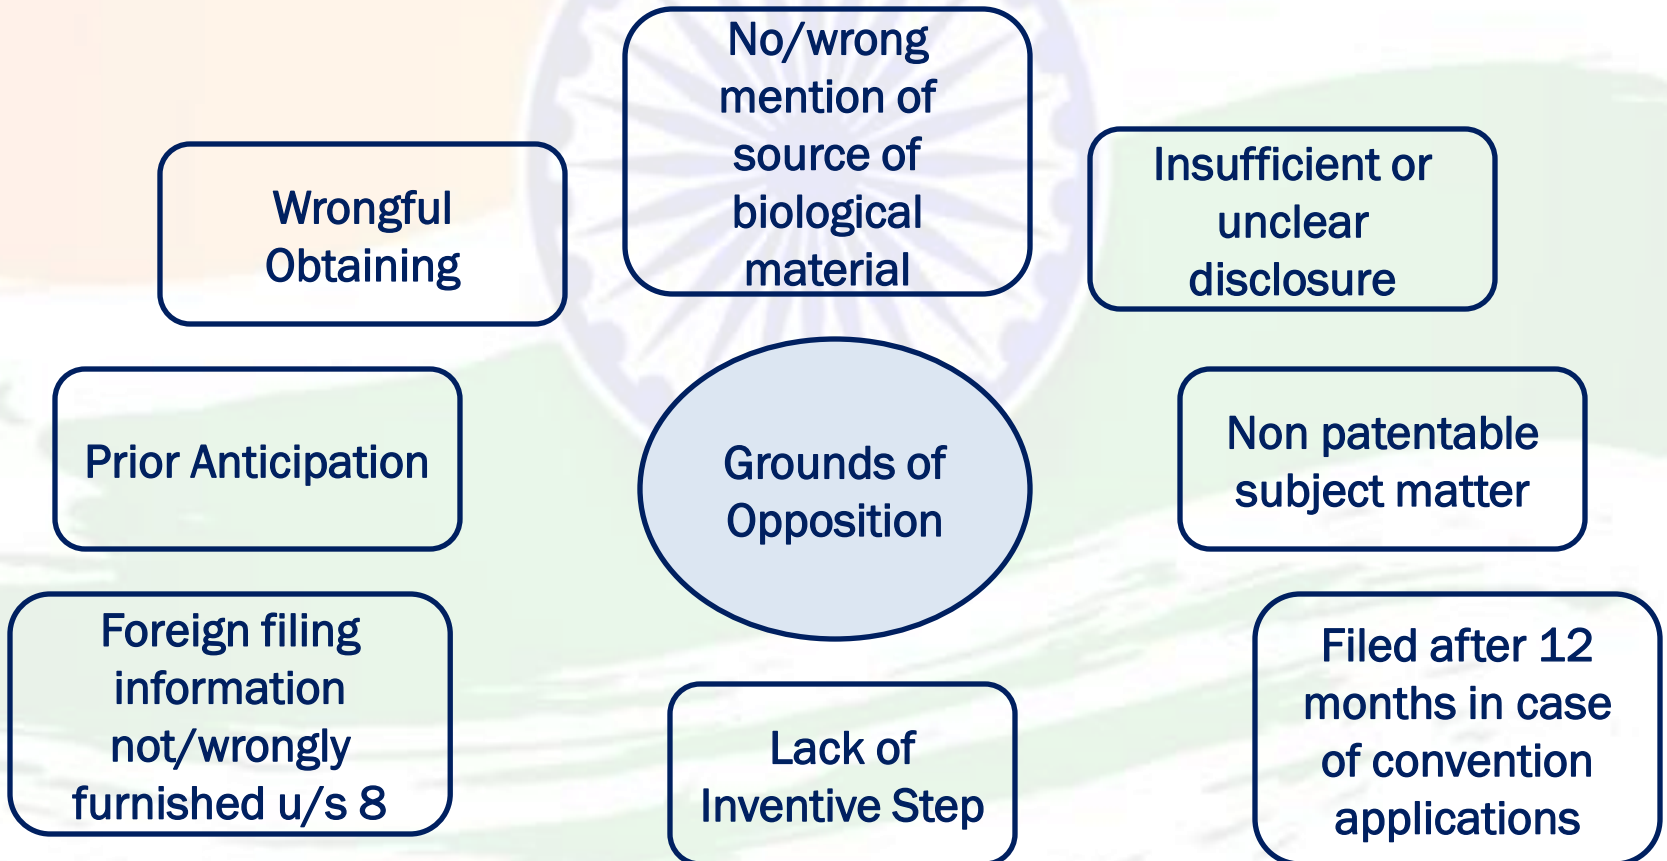 No/wrong
mention of
source of
biological
material
Wrongful
Obtaining
Insufficient or
unclear
disclosure
Prior Anticipation
Grounds of
Opposition
Non patentable
subject matter
Foreign filing
information
not/wrongly
furnished u/s 8
Lack of
Inventive Step
Filed after 12
months in case
of convention
applications